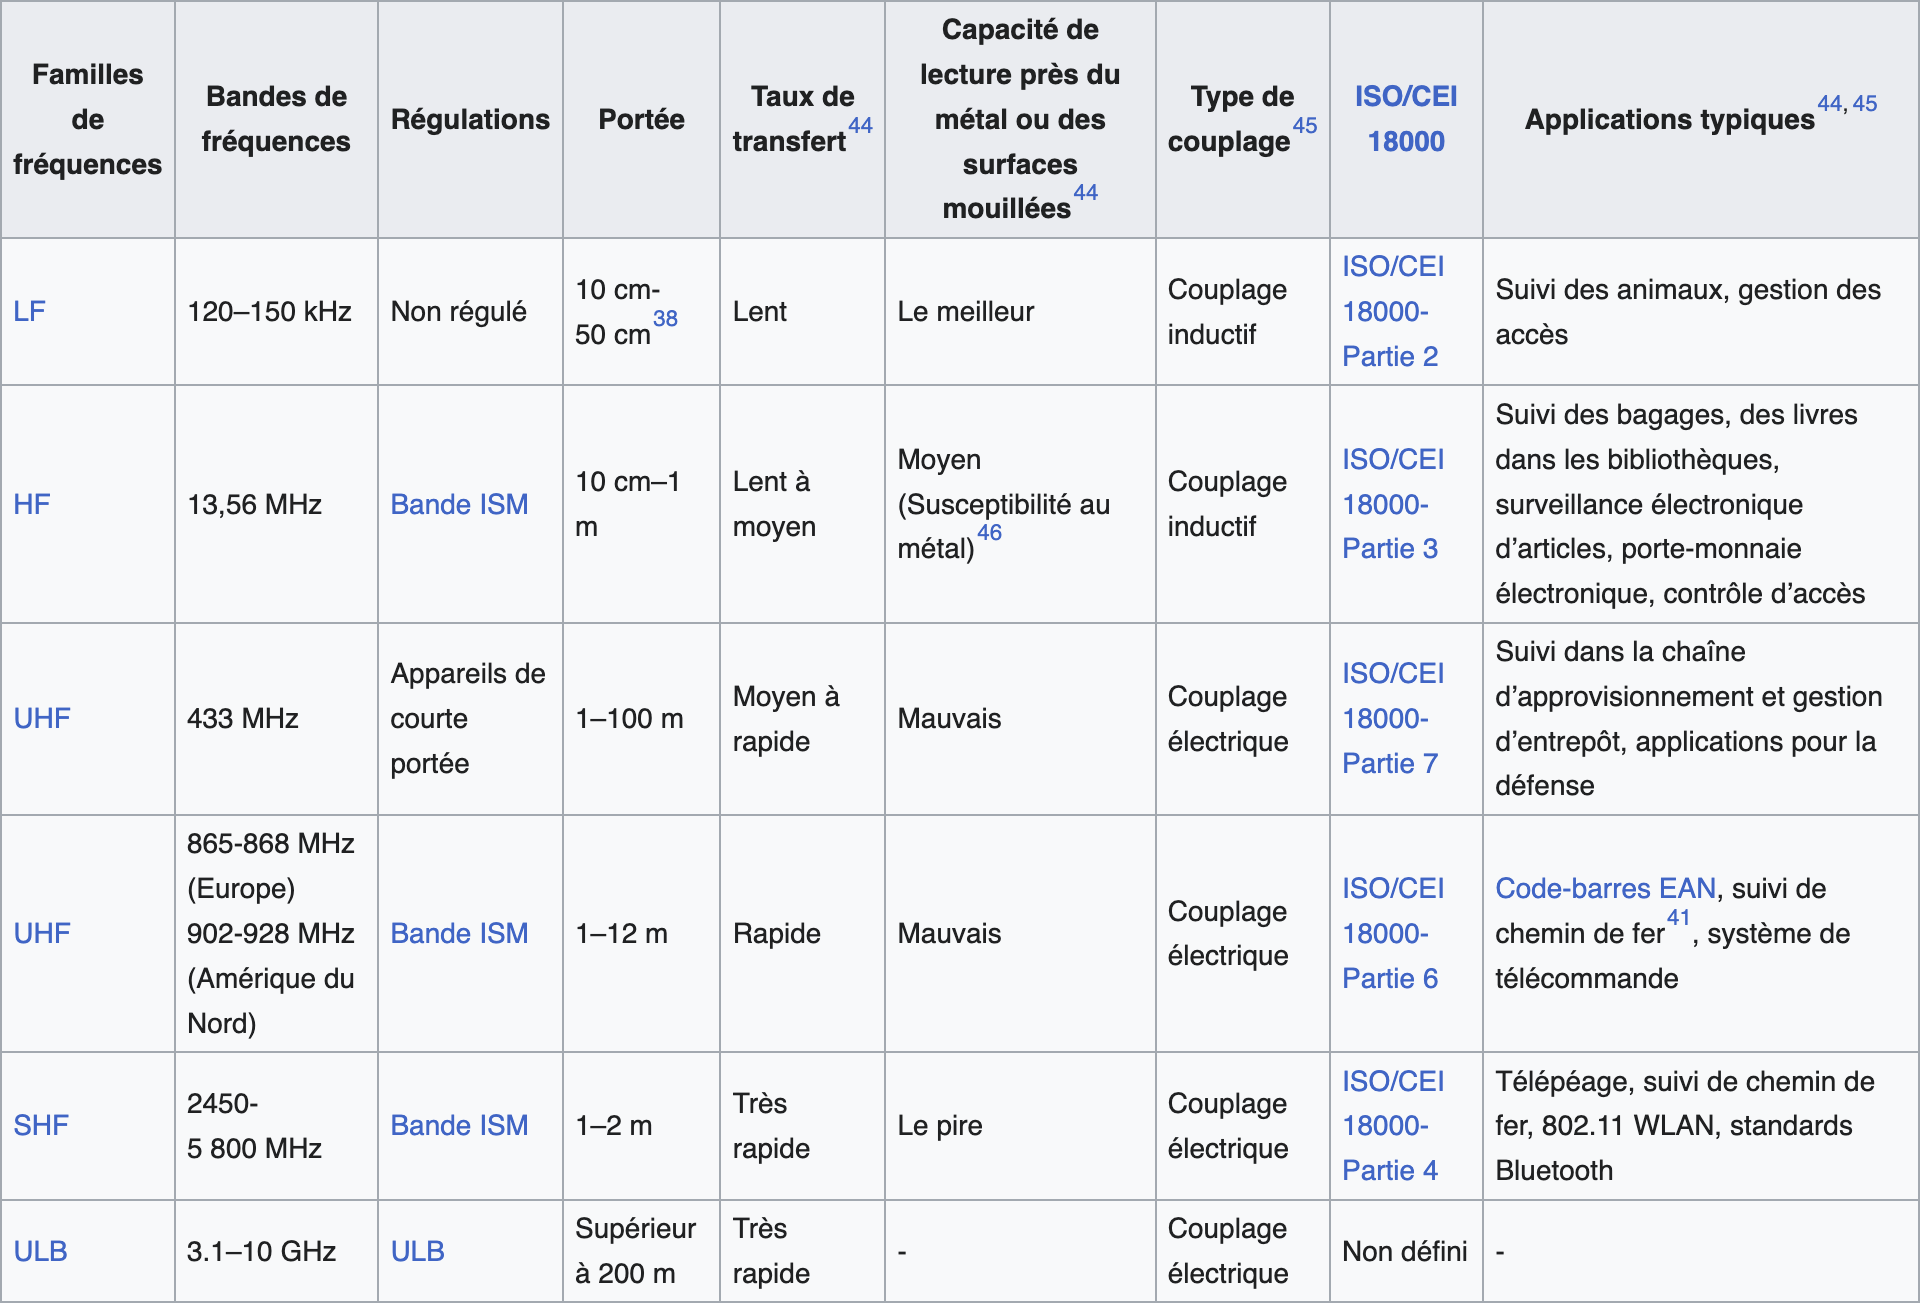 Familles
de
fréquences
Bandes de
fréquences
Régulations
Portée
Taux de
transfert 44
Capacité de
lecture près du
métal ou des
surfaces
mouillées 44
Type de
couplage 45
ISO/CEI
18000
Applications typiques 44, 45
LF
120–150 kHz
Non régulé
10 cm-
50 cm 38
Lent
Le meilleur
Couplage
inductif
ISO/CEI
18000-
Partie 2
Suivi des animaux, gestion des
accès
HF
13,56 MHz
Bande ISM
10 cm–1
m
Lent à
moyen
Moyen
(Susceptibilité au
métal) 46
Couplage
inductif
ISO/CEI
18000-
Partie 3
Suivi des bagages, des livres
dans les bibliothèques,
surveillance électronique
d’articles, porte-monnaie
électronique, contrôle d’accès
UHF
433 MHz
Appareils de
courte
portée
1–100 m
Moyen à
rapide
Mauvais
Couplage
électrique
ISO/CEI
18000-
Partie 7
Suivi dans la chaîne
d’approvisionnement et gestion
d’entrepôt, applications pour la
défense
UHF
865-868 MHz
(Europe)
902-928 MHz
(Amérique du
Nord)
Bande ISM
1–12 m
Rapide
Mauvais
Couplage
électrique
ISO/CEI
18000-
Partie 6
Code-barres EAN, suivi de
chemin de fer 41, système de
télécommande
SHF
2450-
5 800 MHz
Bande ISM
1–2 m
Très
rapide
Le pire
Couplage
électrique
ISO/CEI
18000-
Partie 4
Télépéage, suivi de chemin de
fer, 802.11 WLAN, standards
Bluetooth
ULB
3.1–10 GHz
ULB
Supérieur
à 200 m
Très
rapide
-
Couplage
électrique
Non défini
-